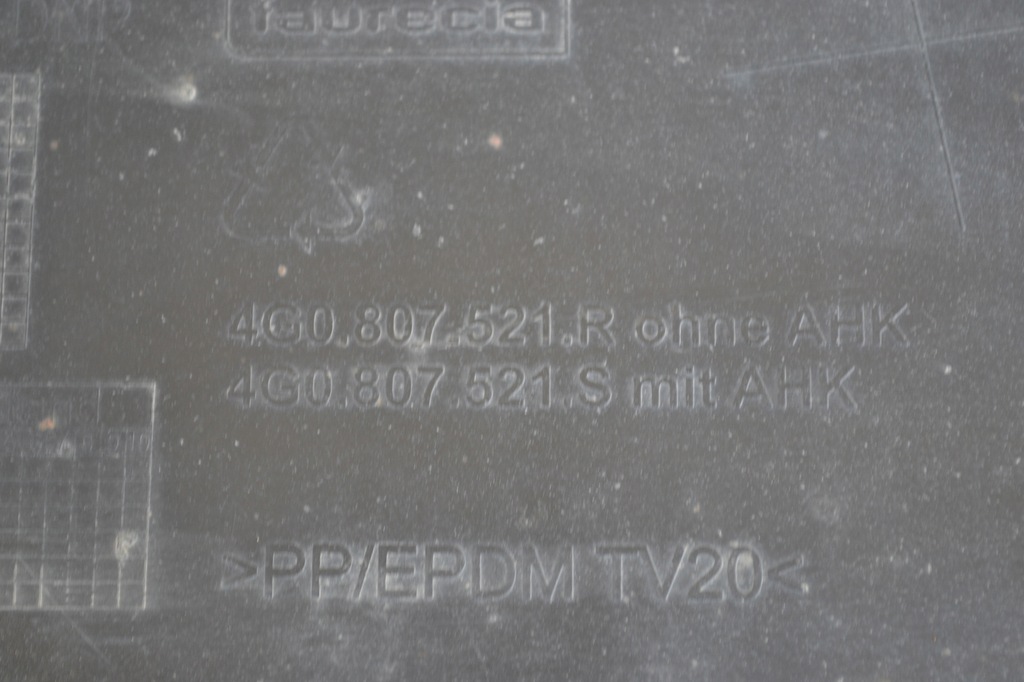 faurecia
4G0.807.521.R ohne AHK
4G0.807.521.S mit AHK
>PP/EPDM TV20<